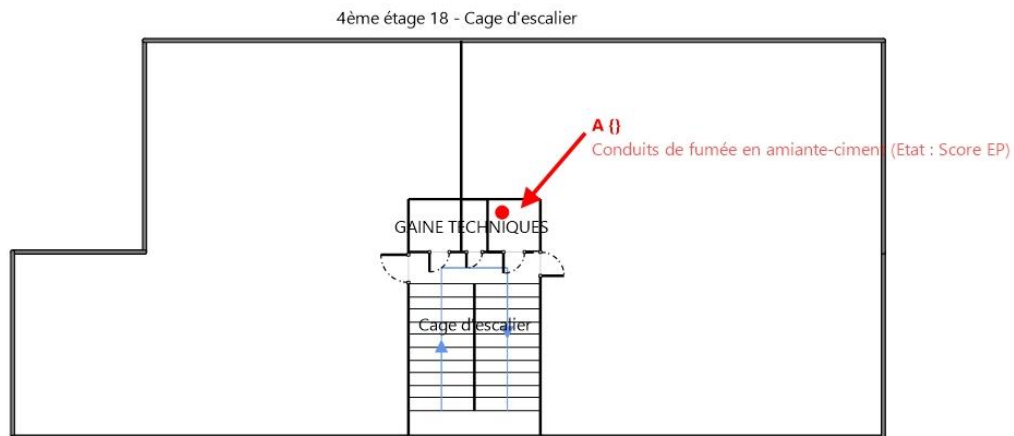 4ème étage 18 - Cage d'escalier
A {}
Conduits de fumée en amiante-ciment (Etat : Score EP)
GAINE TECHNIQUES
Cage d'escalier